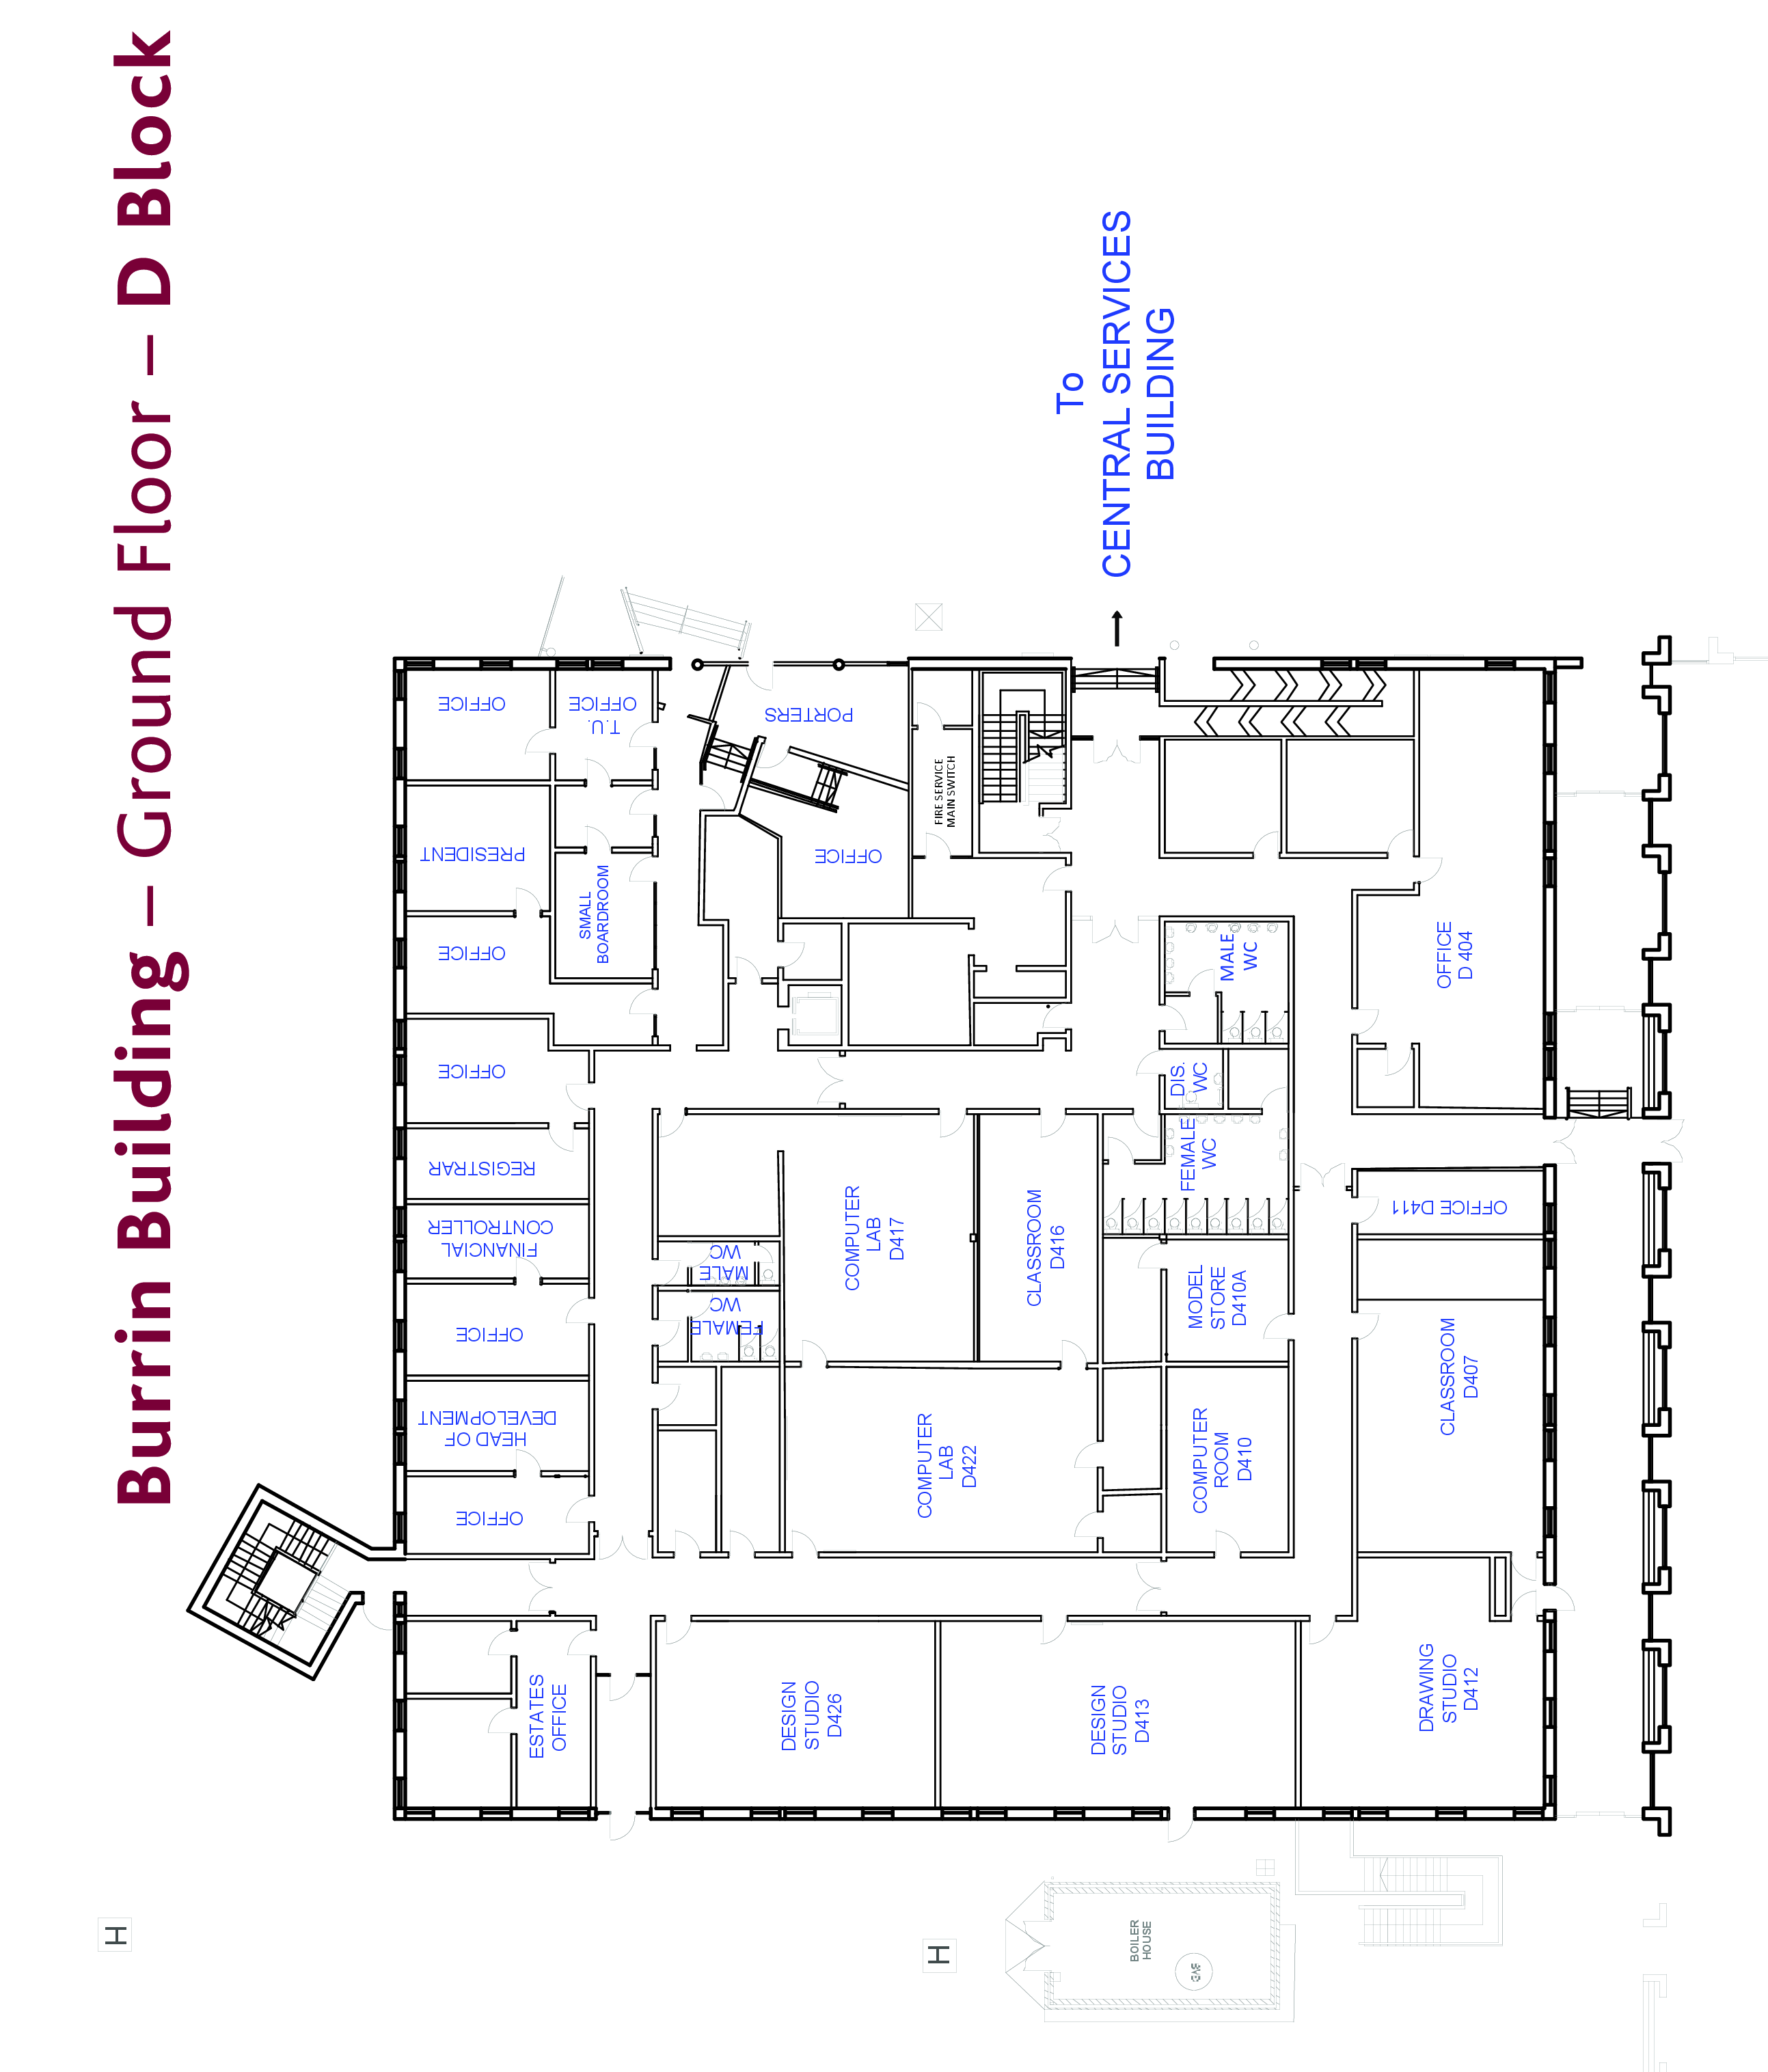 Burrin Building – Ground Floor – D Block
To
CENTRAL SERVICES
BUILDING
OFFICE
T.U.
OFFICE
PORTERS
PRESIDENT
SMALL
BOARDROOM
OFFICE
FIRE SERVICE
MAIN SWITCH
OFFICE
OFFICE
D 404
MALE
WC
OFFICE
DIS.
WC
FEMALE
WC
REGISTRAR
FINANCIAL
CONTROLLER
MALE
WC
FEMALE
WC
COMPUTER
LAB
D417
CLASSROOM
D416
MODEL
STORE
D410A
OFFICE D411
OFFICE
HEAD OF
DEVELOPMENT
OFFICE
COMPUTER
LAB
D422
COMPUTER
ROOM
D410
CLASSROOM
D407
ESTATES
OFFICE
DESIGN
STUDIO
D426
DESIGN
STUDIO
D413
DRAWING
STUDIO
D412
H
H
BOILER
HOUSE
GAS